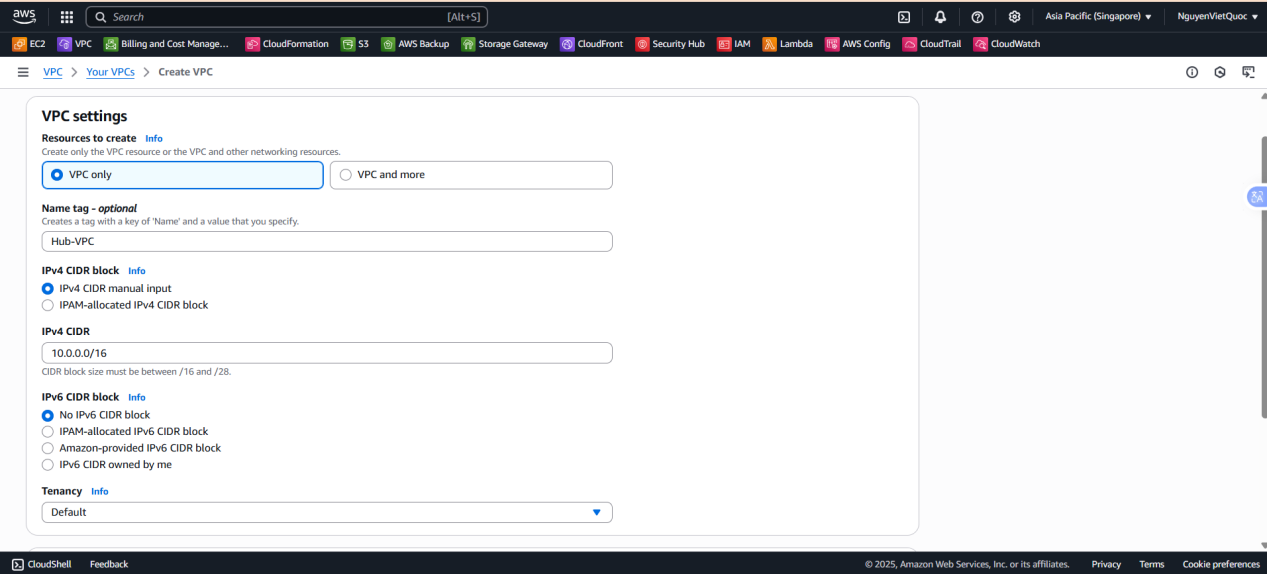 aws Search [Alt+S] Asia Pacific (Singapore) NguyenVietQuoc
EC2 VPC Billing and Cost Manage... CloudFormation S3 AWS Backup Storage Gateway CloudFront Security Hub IAM Lambda AWS Config CloudTrail CloudWatch
VPC > Your VPCs > Create VPC
VPC settings
Resources to create Info
Create only the VPC resource or the VPC and other networking resources.
VPC only VPC and more
Name tag - optional
Creates a tag with a key of 'Name' and a value that you specify.
Hub-VPC
IPv4 CIDR block Info
IPv4 CIDR manual input
IPAM-allocated IPv4 CIDR block
IPv4 CIDR
10.0.0.0/16
CIDR block size must be between /16 and /28.
IPv6 CIDR block Info
No IPv6 CIDR block
IPAM-allocated IPv6 CIDR block
Amazon-provided IPv6 CIDR block
IPv6 CIDR owned by me
Tenancy Info
Default
CloudShell Feedback © 2025, Amazon Web Services, Inc. or its affiliates. Privacy Terms Cookie preferences